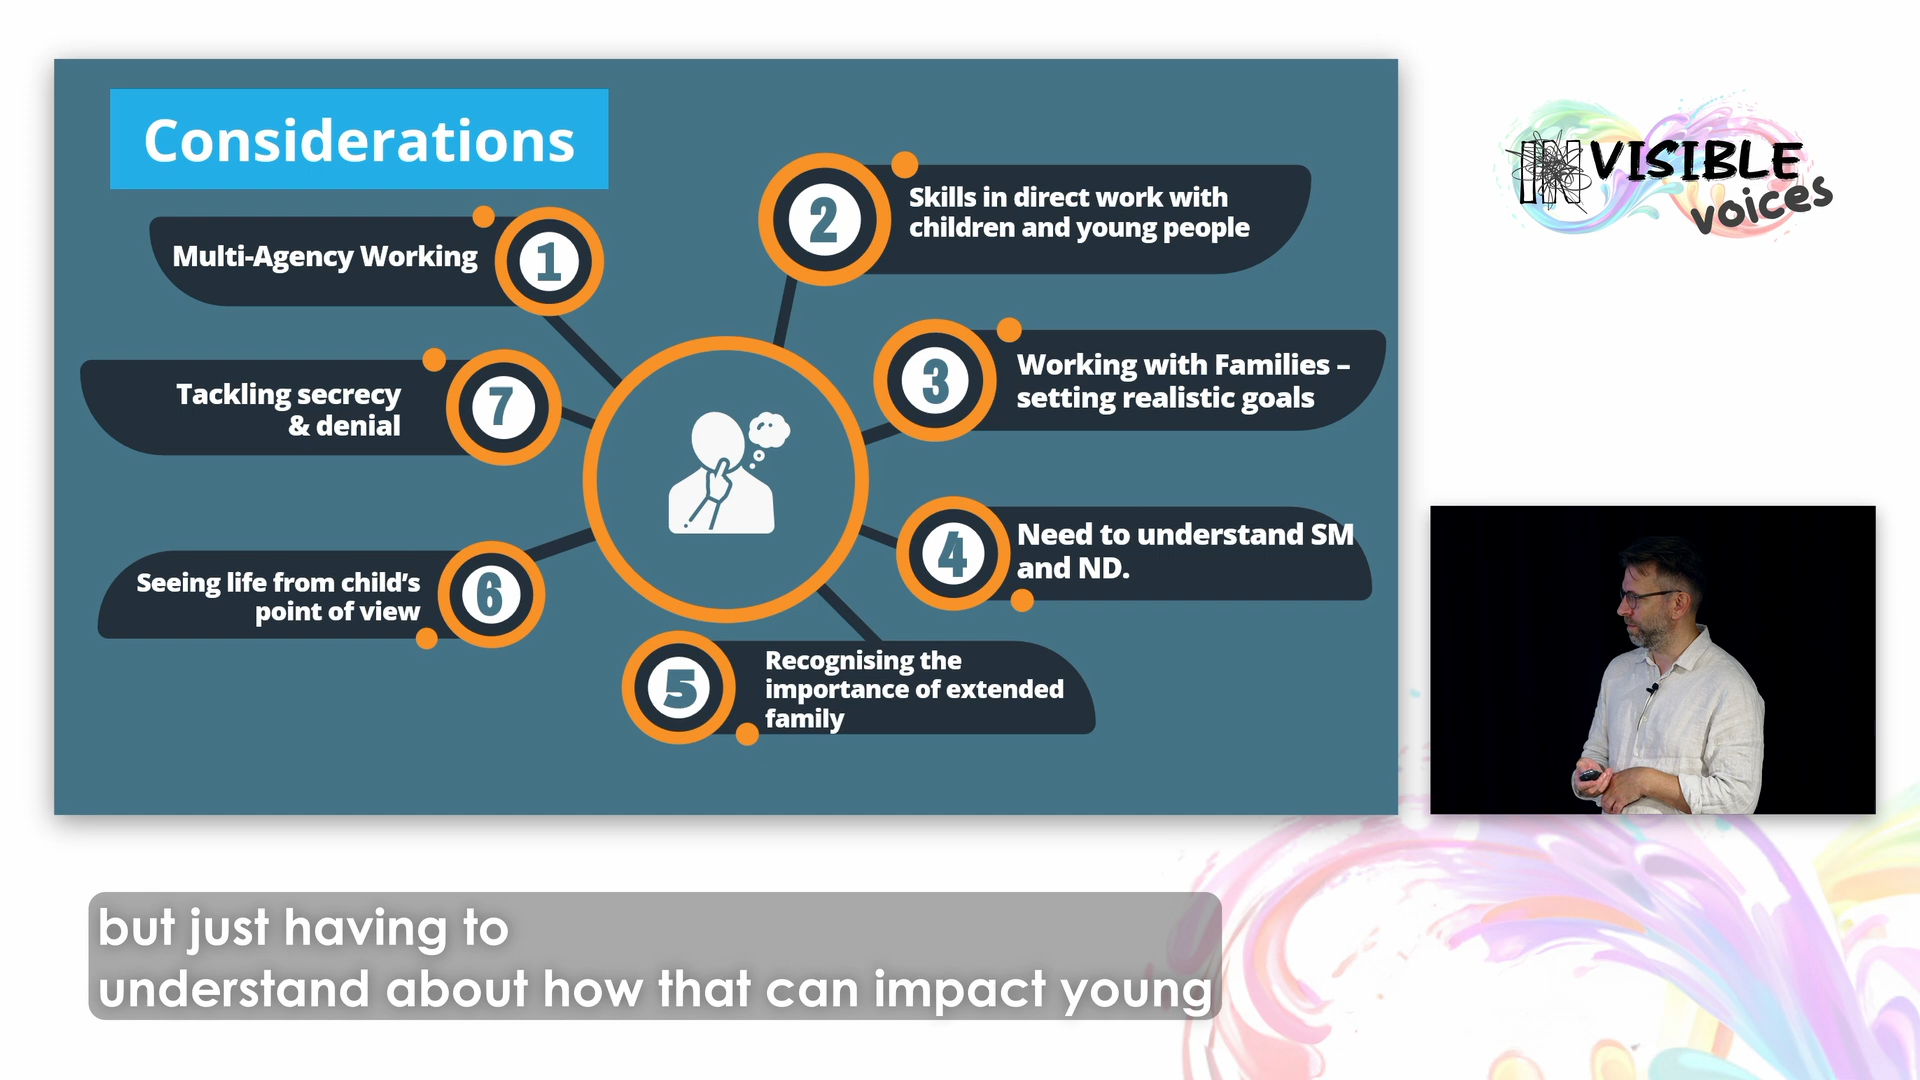 Considerations
1
Multi-Agency Working
2
Skills in direct work with
children and young people
3
Working with Families –
setting realistic goals
4
Need to understand SM
and ND.
5
Recognising the
importance of extended
family
6
Seeing life from child’s
point of view
7
Tackling secrecy
& denial
INVISIBLE
voices
but just having to
understand about how that can impact young